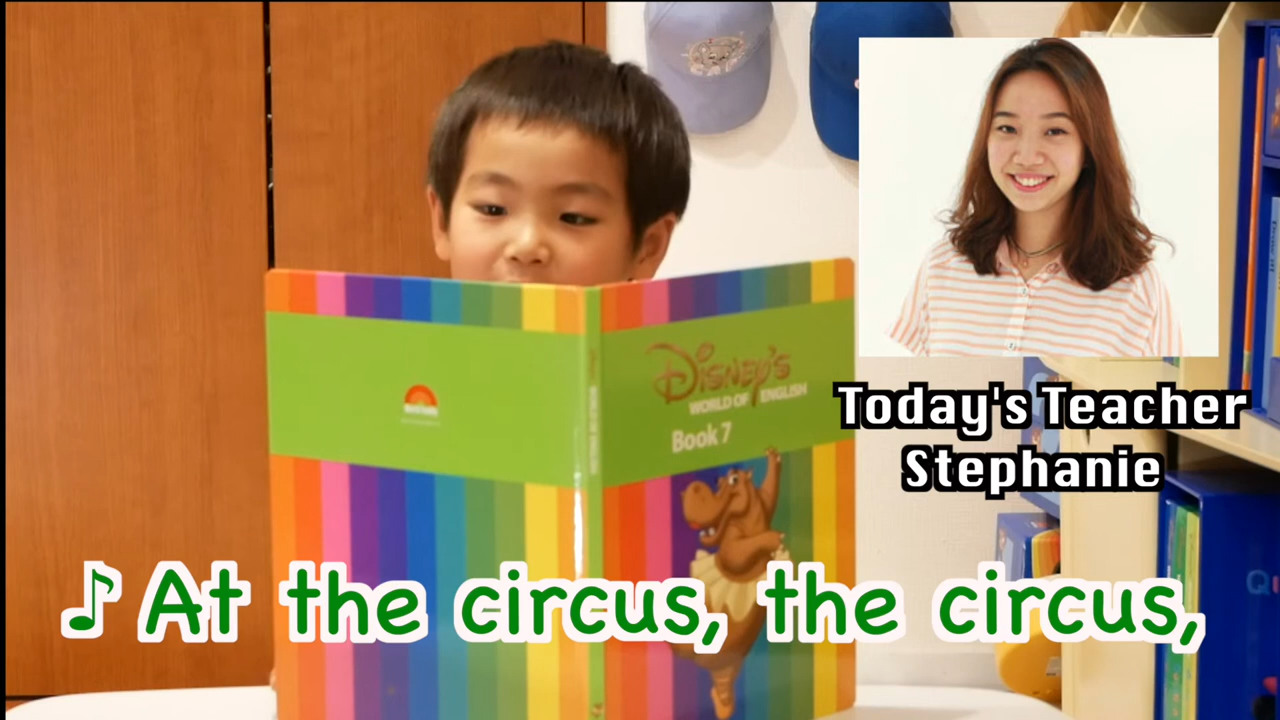 Disney's
WORLD OF ENGLISH
Book 7
Today's Teacher
Stephanie
♪ At the circus, the circus,